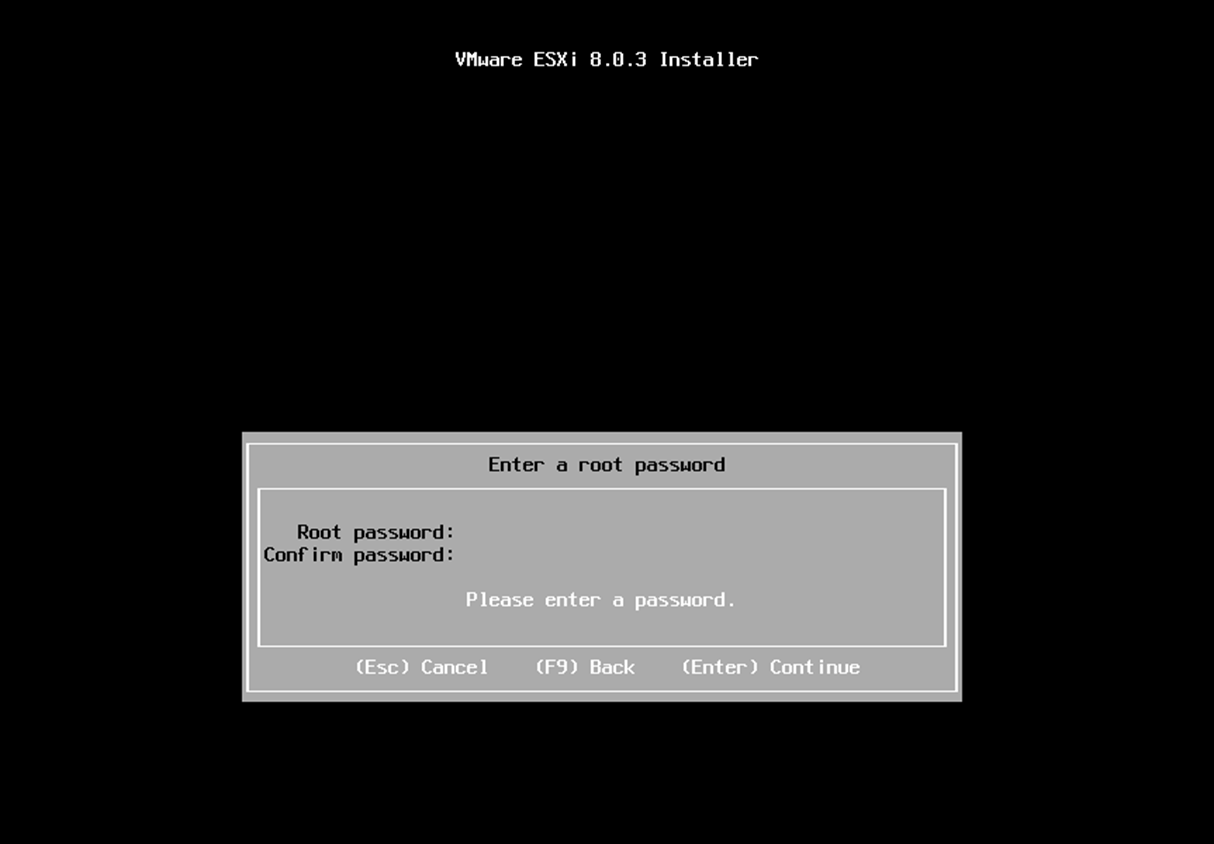 VMware ESXi 8.0.3 Installer
Enter a root password
Root password:
Confirm password:
Please enter a password.
(Esc) Cancel (F9) Back (Enter) Continue